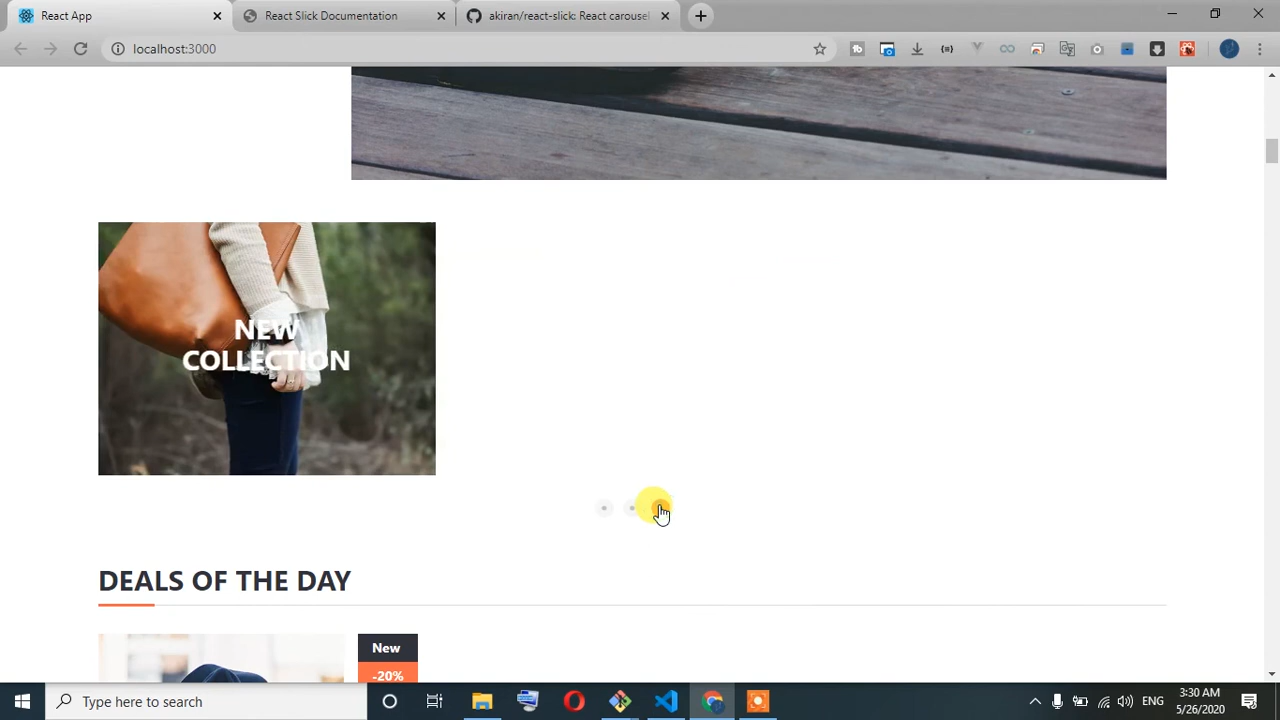 React App
React Slick Documentation
akiran/react-slick: React carousel
localhost:3000
NEW
COLLECTION
DEALS OF THE DAY
New
-20%
Type here to search
ENG
3:30 AM
5/26/2020